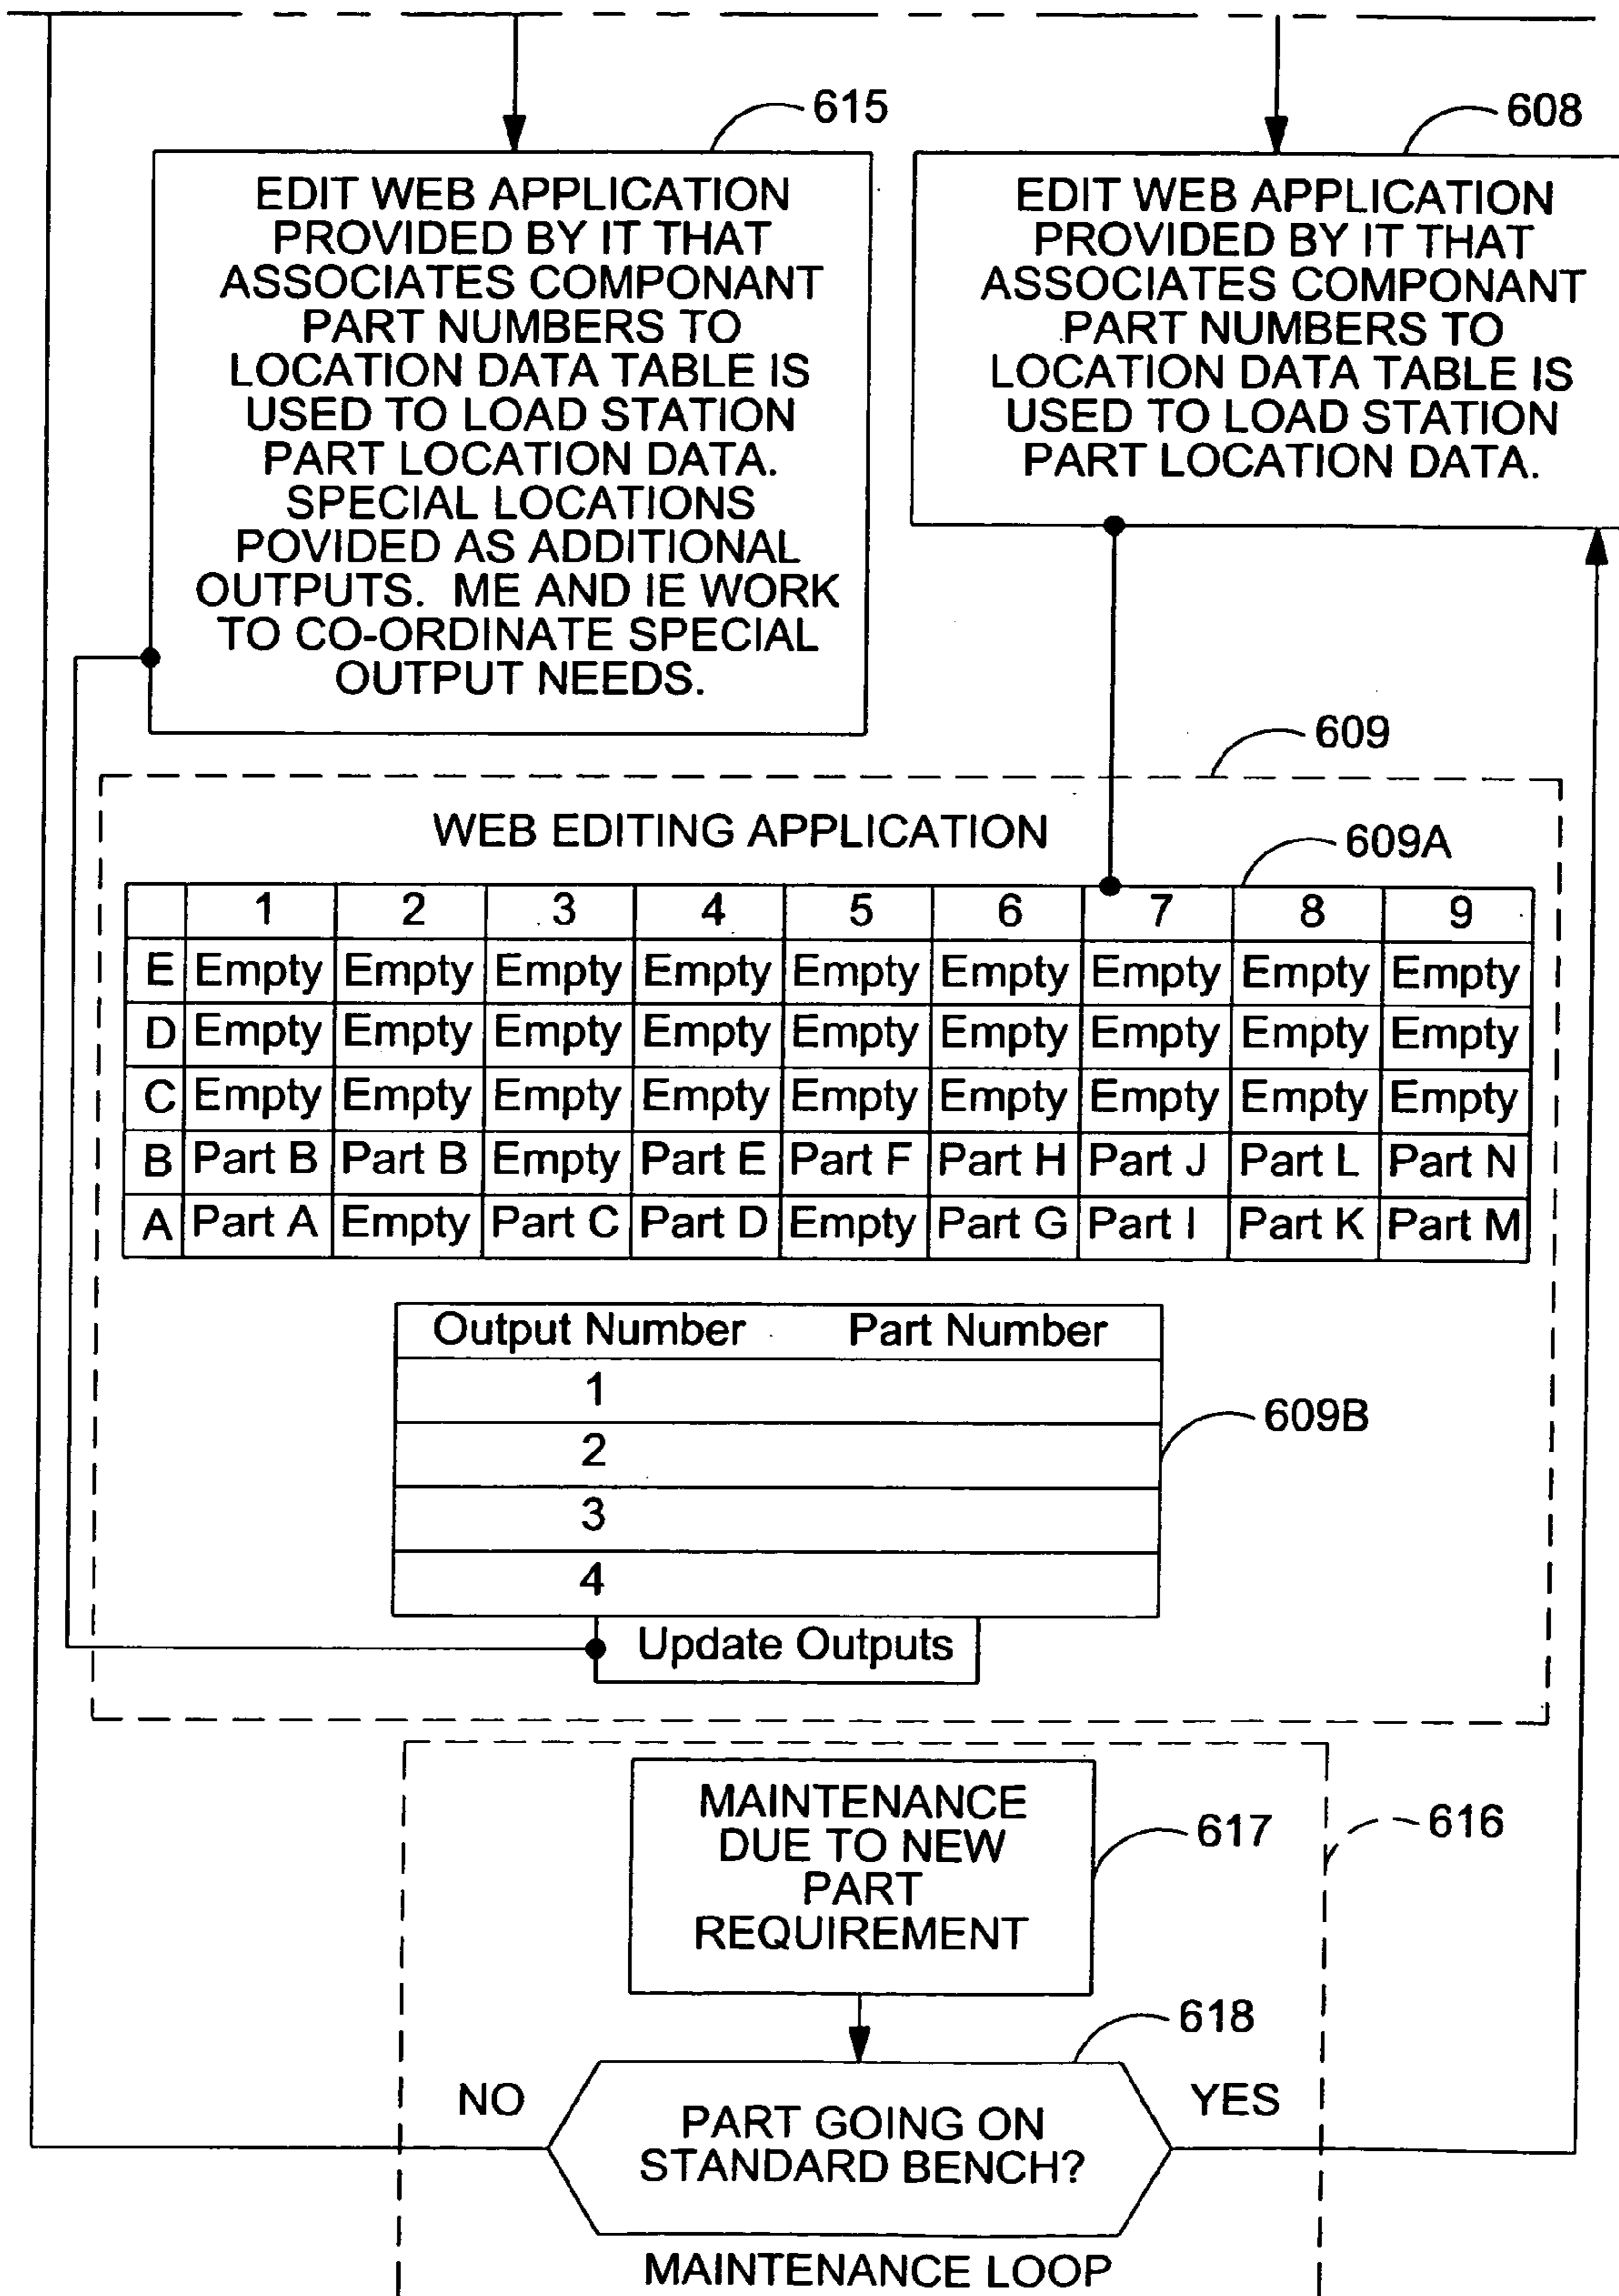 615
608
EDIT WEB APPLICATION
PROVIDED BY IT THAT
ASSOCIATES COMPONANT
PART NUMBERS TO
LOCATION DATA TABLE IS
USED TO LOAD STATION
PART LOCATION DATA.
SPECIAL LOCATIONS
POVIDED AS ADDITIONAL
OUTPUTS. ME AND IE WORK
TO CO-ORDINATE SPECIAL
OUTPUT NEEDS.
EDIT WEB APPLICATION
PROVIDED BY IT THAT
ASSOCIATES COMPONANT
PART NUMBERS TO
LOCATION DATA TABLE IS
USED TO LOAD STATION
PART LOCATION DATA.
609
WEB EDITING APPLICATION
609A
1 2 3 4 5 6 7 8 9
E Empty Empty Empty Empty Empty Empty Empty Empty Empty
D Empty Empty Empty Empty Empty Empty Empty Empty Empty
C Empty Empty Empty Empty Empty Empty Empty Empty Empty
B Part B Part B Empty Part E Part F Part H Part J Part L Part N
A Part A Empty Part C Part D Empty Part G Part I Part K Part M
Output Number Part Number
1
2
3
4
609B
Update Outputs
MAINTENANCE
DUE TO NEW
PART
REQUIREMENT
617
616
618
NO
YES
PART GOING ON
STANDARD BENCH?
MAINTENANCE LOOP